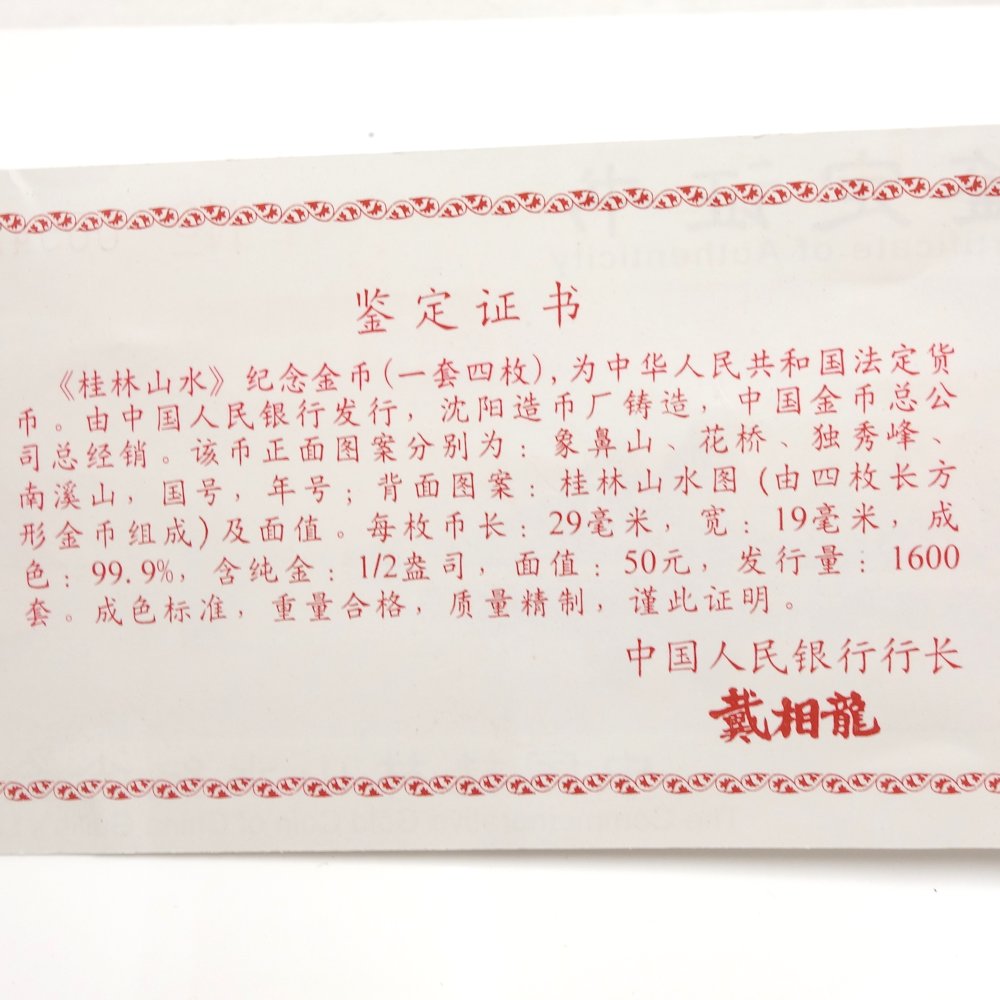 鉴定证书
《桂林山水》纪念金币(一套四枚),为中华人民共和国法定货
币。由中国人民银行发行，沈阳造币厂铸造，中国金币总公
司总经销。该币正面图案分别为：象鼻山、花桥、独秀峰、
南溪山，国号，年号；背面图案：桂林山水图(由四枚长方
形金币组成)及面值。每枚币长：29毫米，宽：19毫米，成
色：99.9%，含纯金：1/2盎司，面值：50元，发行量：1600
套。成色标准，重量合格，质量精制，谨此证明。
中国人民银行行长
戴相龍